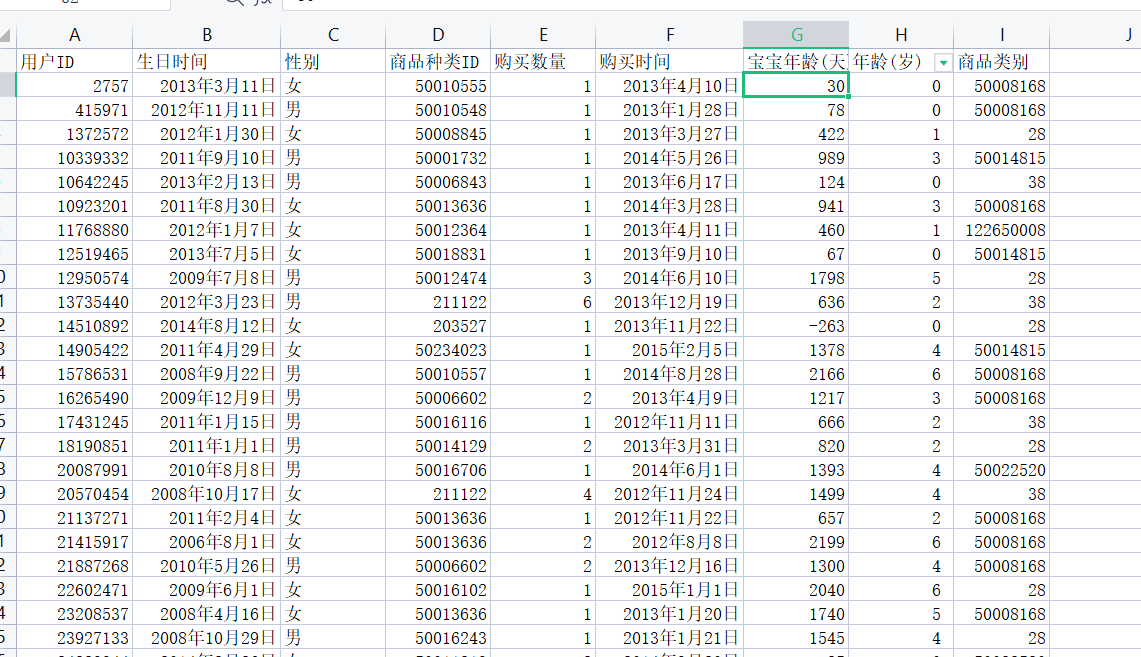 A B C D E F G H I J
用户ID 生日时间 性别 商品种类ID 购买数量 购买时间 宝宝年龄(天) 年龄(岁) 商品类别
2757 2013年3月11日 女 50010555 1 2013年4月10日 30 0 50008168
415971 2012年11月11日 男 50010548 1 2013年1月28日 78 0 50008168
1372572 2012年1月30日 女 50008845 1 2013年3月27日 422 1 28
10339332 2011年9月10日 男 50001732 1 2014年5月26日 989 3 50014815
10642245 2013年2月13日 男 50006843 1 2013年6月17日 124 0 38
10923201 2011年8月30日 女 50013636 1 2014年3月28日 941 3 50008168
11768880 2012年1月7日 女 50012364 1 2013年4月11日 460 1 122650008
12519465 2013年7月5日 女 50018831 1 2013年9月10日 67 0 50014815
12950574 2009年7月8日 男 50012474 3 2014年6月10日 1798 5 28
13735440 2012年3月23日 男 211122 6 2013年12月19日 636 2 38
14510892 2014年8月12日 女 203527 1 2013年11月22日 -263 0 28
14905422 2011年4月29日 女 50234023 1 2015年2月5日 1378 4 50014815
15786531 2008年9月22日 男 50010557 1 2014年8月28日 2166 6 50008168
16265490 2009年12月9日 男 50006602 2 2013年4月9日 1217 3 50008168
17431245 2011年1月15日 男 50016116 1 2012年11月11日 666 2 38
18190851 2011年1月1日 男 50014129 2 2013年3月31日 820 2 28
20087991 2010年8月8日 男 50016706 1 2014年6月1日 1393 4 50022520
20570454 2008年10月17日 女 211122 4 2012年11月24日 1499 4 38
21137271 2011年2月4日 女 50013636 1 2012年11月22日 657 2 50008168
21415917 2006年8月1日 女 50013636 2 2012年8月8日 2199 6 50008168
21887268 2010年5月26日 男 50006602 2 2013年12月16日 1300 4 50008168
22602471 2009年6月1日 女 50016102 1 2015年1月1日 2040 6 28
23208537 2008年4月16日 女 50013636 1 2013年1月20日 1740 5 50008168
23927133 2008年10月29日 男 50016243 1 2013年1月21日 1545 4 28